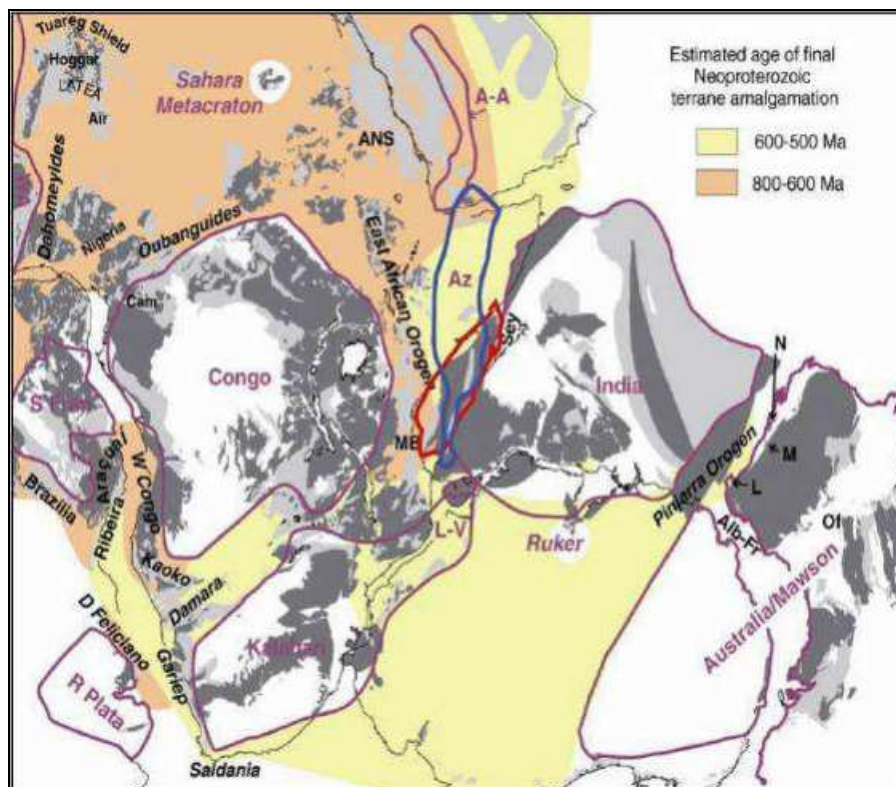 Tuareg Shield
Hoggar
LATEA
Air
Sahara
Metacraton
A-A
ANS
Estimated age of final
Neoproterozoic
terrane amalgamation
600-500 Ma
800-600 Ma
Dahomeyides
Nigeria
Oubanguides
East African Orogen
Az
Cam
Congo
Sey
India
N
S
MB
M
L
Pinjarra Orogen
Araçuaí
W Congo
Brazilia
Ribeira
L-V
Ruker
Alb-Fr
Of
Kaoko
Damara
Australia/Mawson
D Feliciano
Gariep
Kalahari
R Plata
Saldania